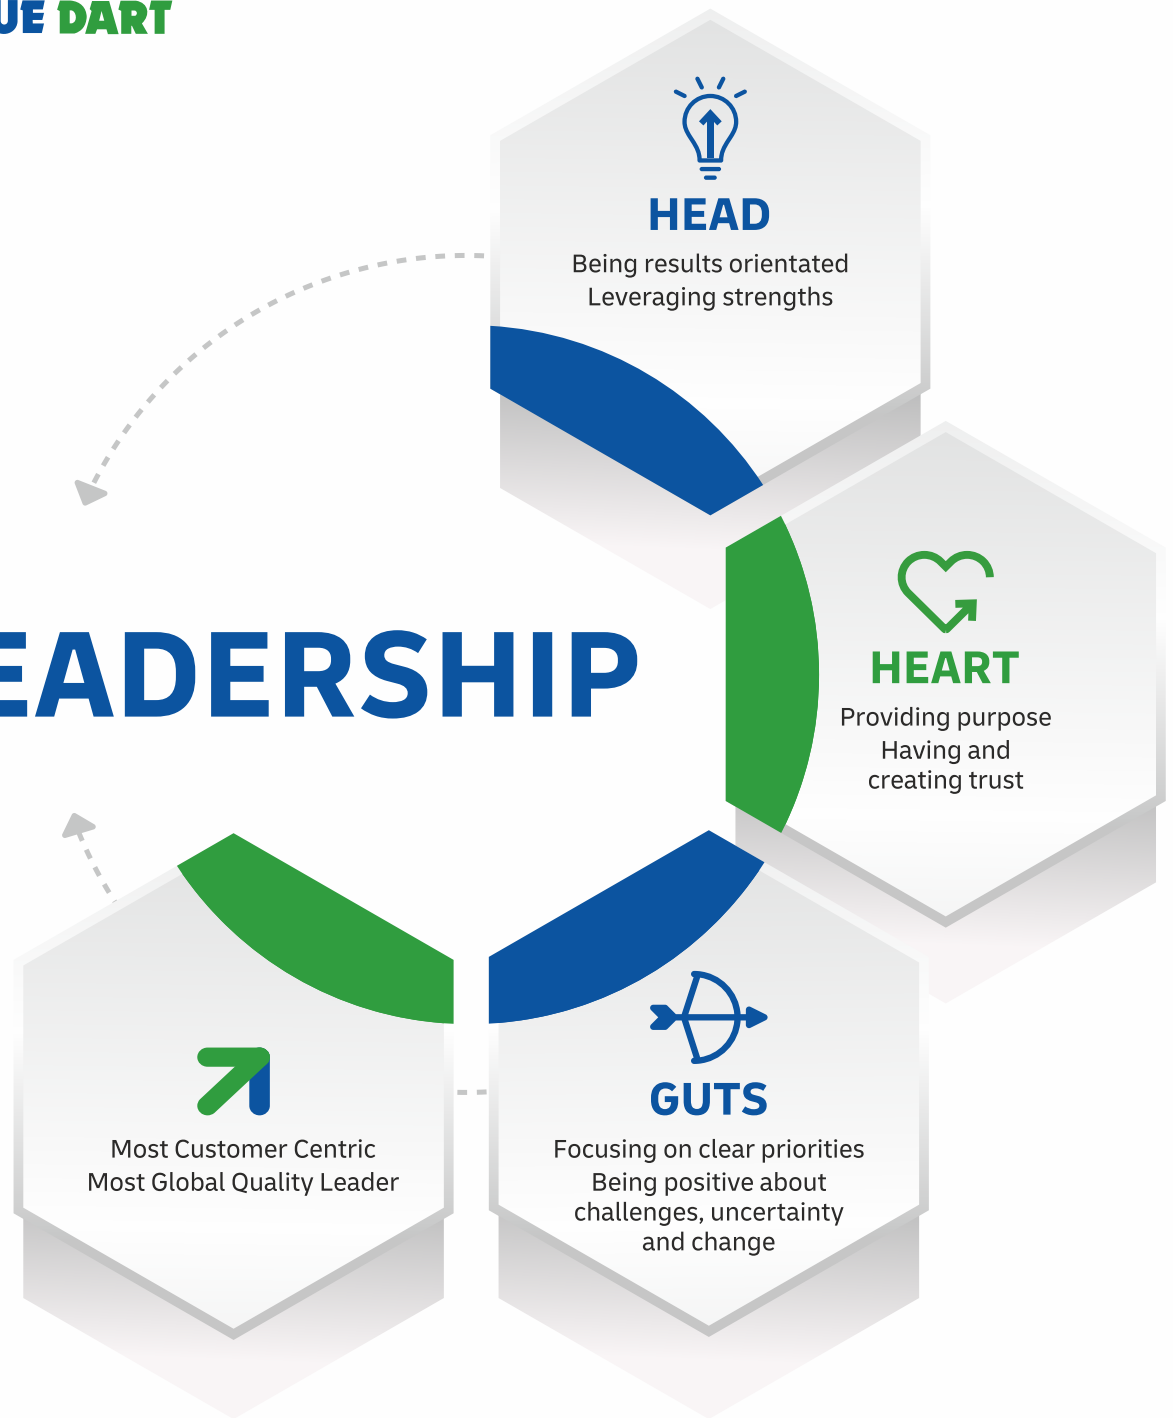 UE DART
HEAD
Being results orientated
Leveraging strengths
EADERSHIP
HEART
Providing purpose
Having and
creating trust
GUTS
Focusing on clear priorities
Being positive about
challenges, uncertainty
and change
Most Customer Centric
Most Global Quality Leader